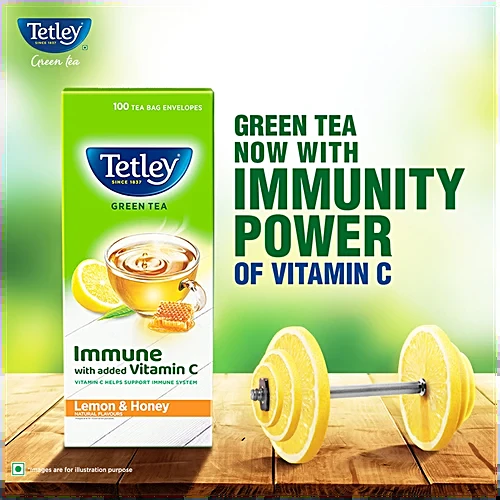 Tetley
SINCE 1837
Green tea
100 TEA BAG ENVELOPES
Tetley
SINCE 1837
GREEN TEA
Immune
with added Vitamin C
VITAMIN C HELPS SUPPORT IMMUNE SYSTEM
Lemon & Honey
NATURAL FLAVOURS
GREEN TEA
NOW WITH
IMMUNITY
POWER
OF VITAMIN C
Images are for illustration purpose